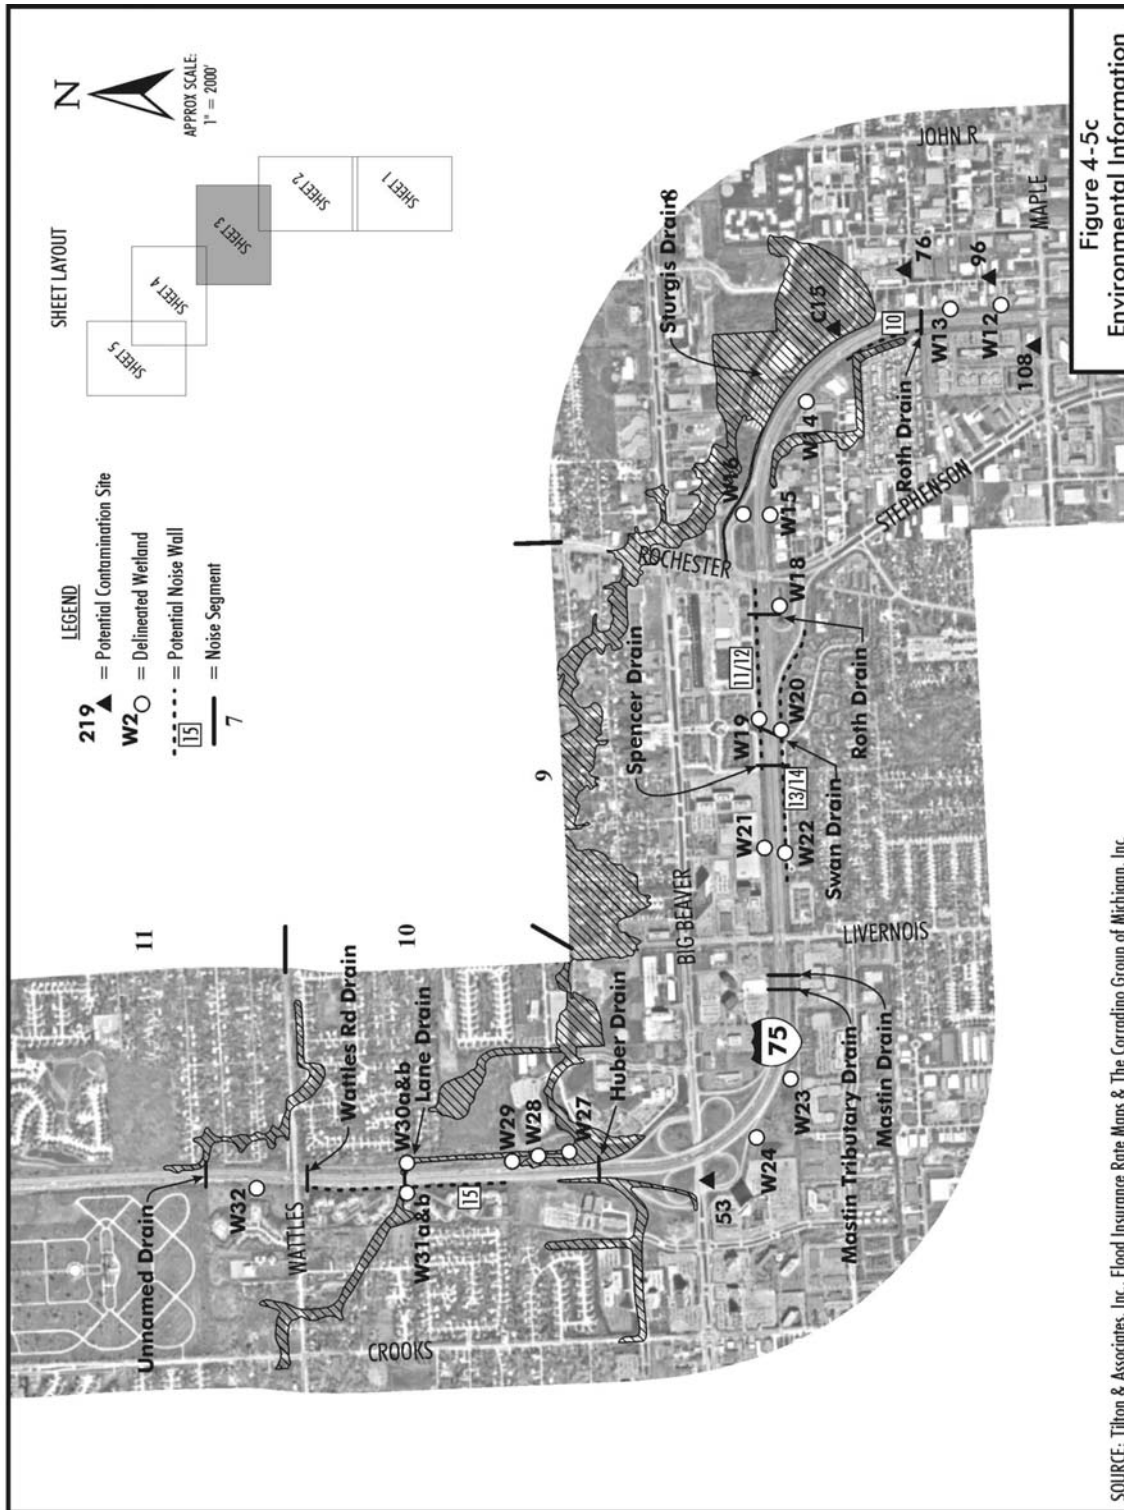 N
APPROX SCALE:
1" = 2000'
SHEET LAYOUT
SHEET 5
SHEET 4
SHEET 3
SHEET 2
SHEET 1
LEGEND
219 = Potential Contamination Site
W2 = Delineated Wetland
15 = Potential Noise Wall
7 = Noise Segment
11
10
9
8
Unnamed Drain
W32
WATTLES
Wattles Rd Drain
W30a&b
Lane Drain
W31a&b
15
W29
W28
W27
Huber Drain
CROOKS
53
W24
W23
75
BIG BEAVER
Mastin Tributary Drain
Mastin Drain
LIVERNOIS
W21
W22
13/14
Swan Drain
Spencer Drain
W19
W20
11/12
Roth Drain
W18
ROCHESTER
W16
W15
W14
STEPHENSON
Sturgis Drain
C15
10
Roth Drain
76
W13
96
W12
108
JOHN R
MAPLE
Figure 4-5c
Environmental Information
SOURCE: Tilton & Associates, Inc., Flood Insurance Rate Maps & The Corradino Group of Michigan, Inc.